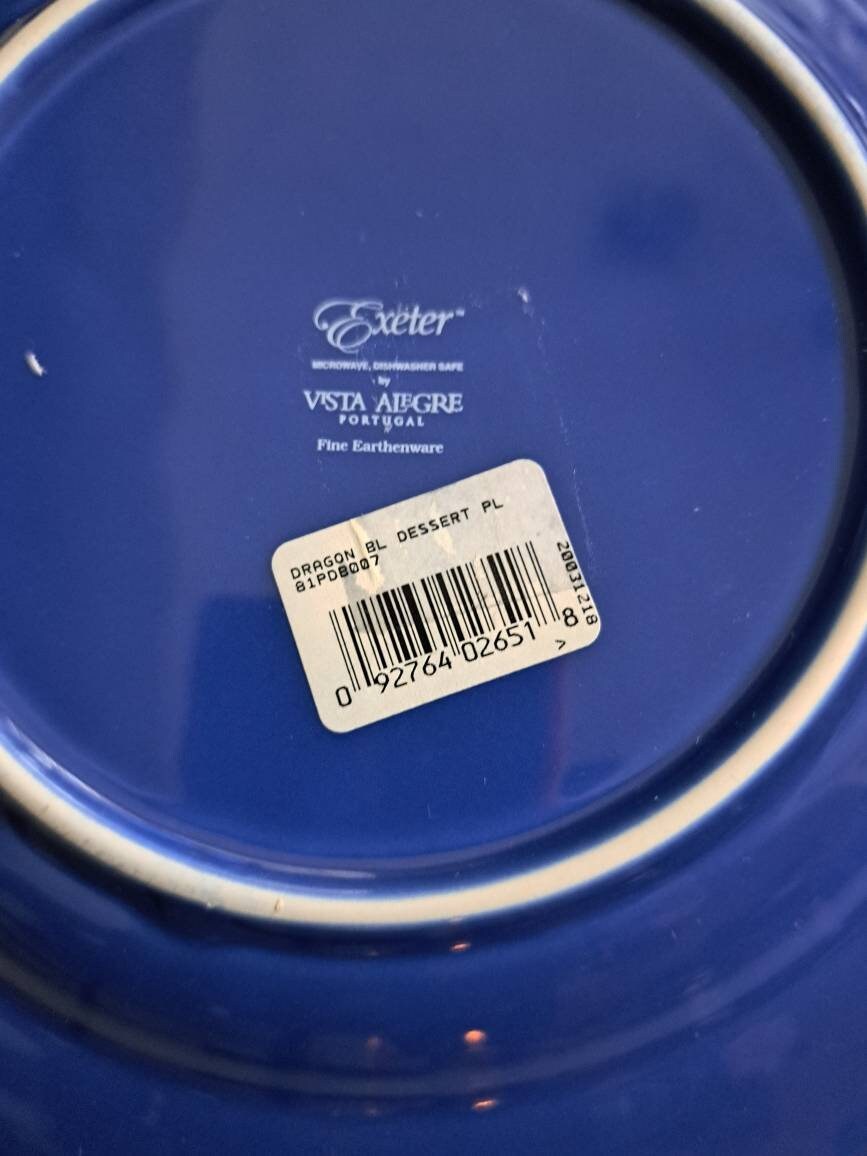 Exeter™
MICROWAVE, DISHWASHER SAFE
by
VISTA ALEGRE
PORTUGAL
Fine Earthenware
DRAGON BL DESSERT PL
81PDB007
20031218
0 92764 02651 8 >